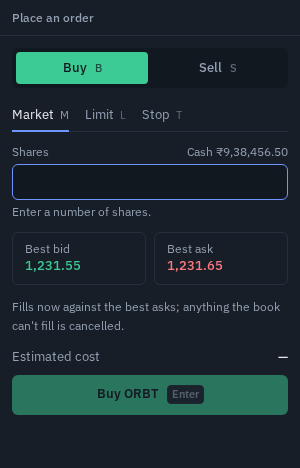 Place an order
Buy B Sell S
Market M Limit L Stop T
Shares Cash ₹9,38,456.50
Enter a number of shares.
Best bid Best ask
1,231.55 1,231.65
Fills now against the best asks; anything the book
can't fill is cancelled.
Estimated cost –
Buy ORBT Enter